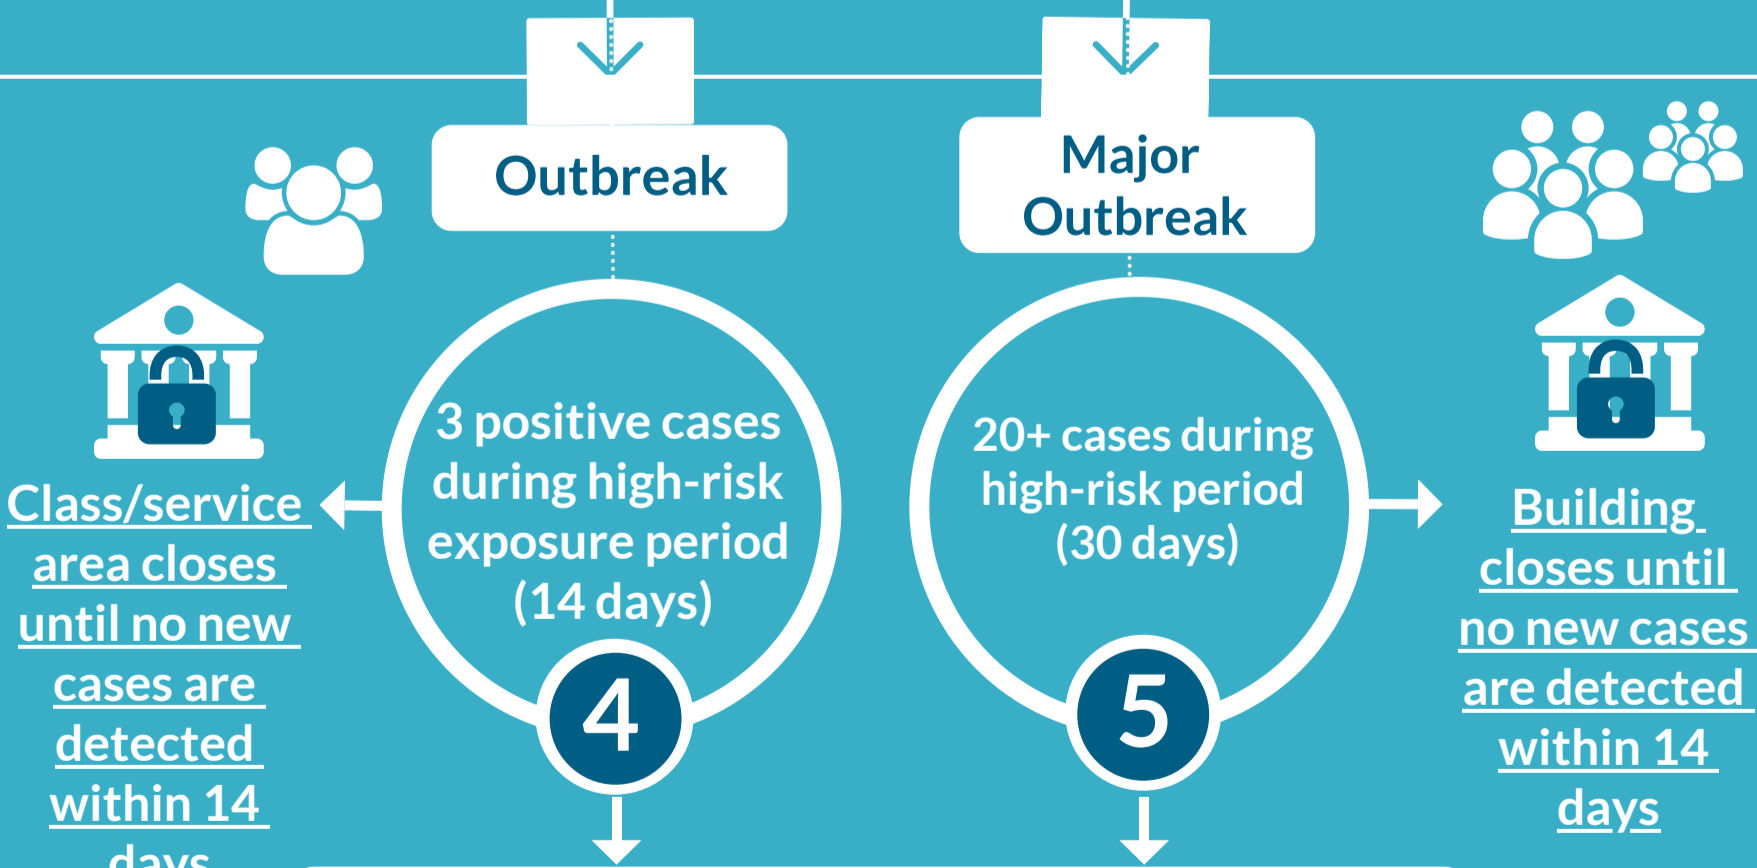 Outbreak
Major
Outbreak
3 positive cases
during high-risk
exposure period
(14 days)
4
Class/service
area closes
until no new
cases are
detected
within 14
days
20+ cases during
high-risk period
(30 days)
5
Building
closes until
no new cases
are detected
within 14
days